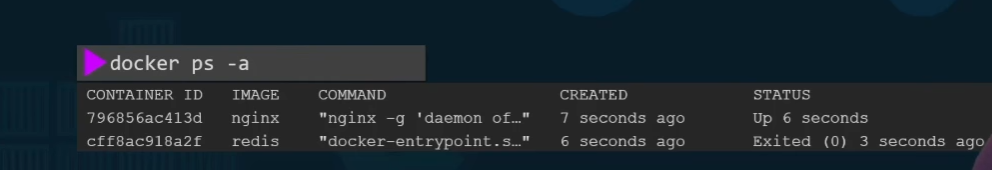 docker ps -a
CONTAINER ID IMAGE COMMAND CREATED STATUS
796856ac413d nginx "nginx -g 'daemon of…" 7 seconds ago Up 6 seconds
cff8ac918a2f redis "docker-entrypoint.s…" 6 seconds ago Exited (0) 3 seconds ago